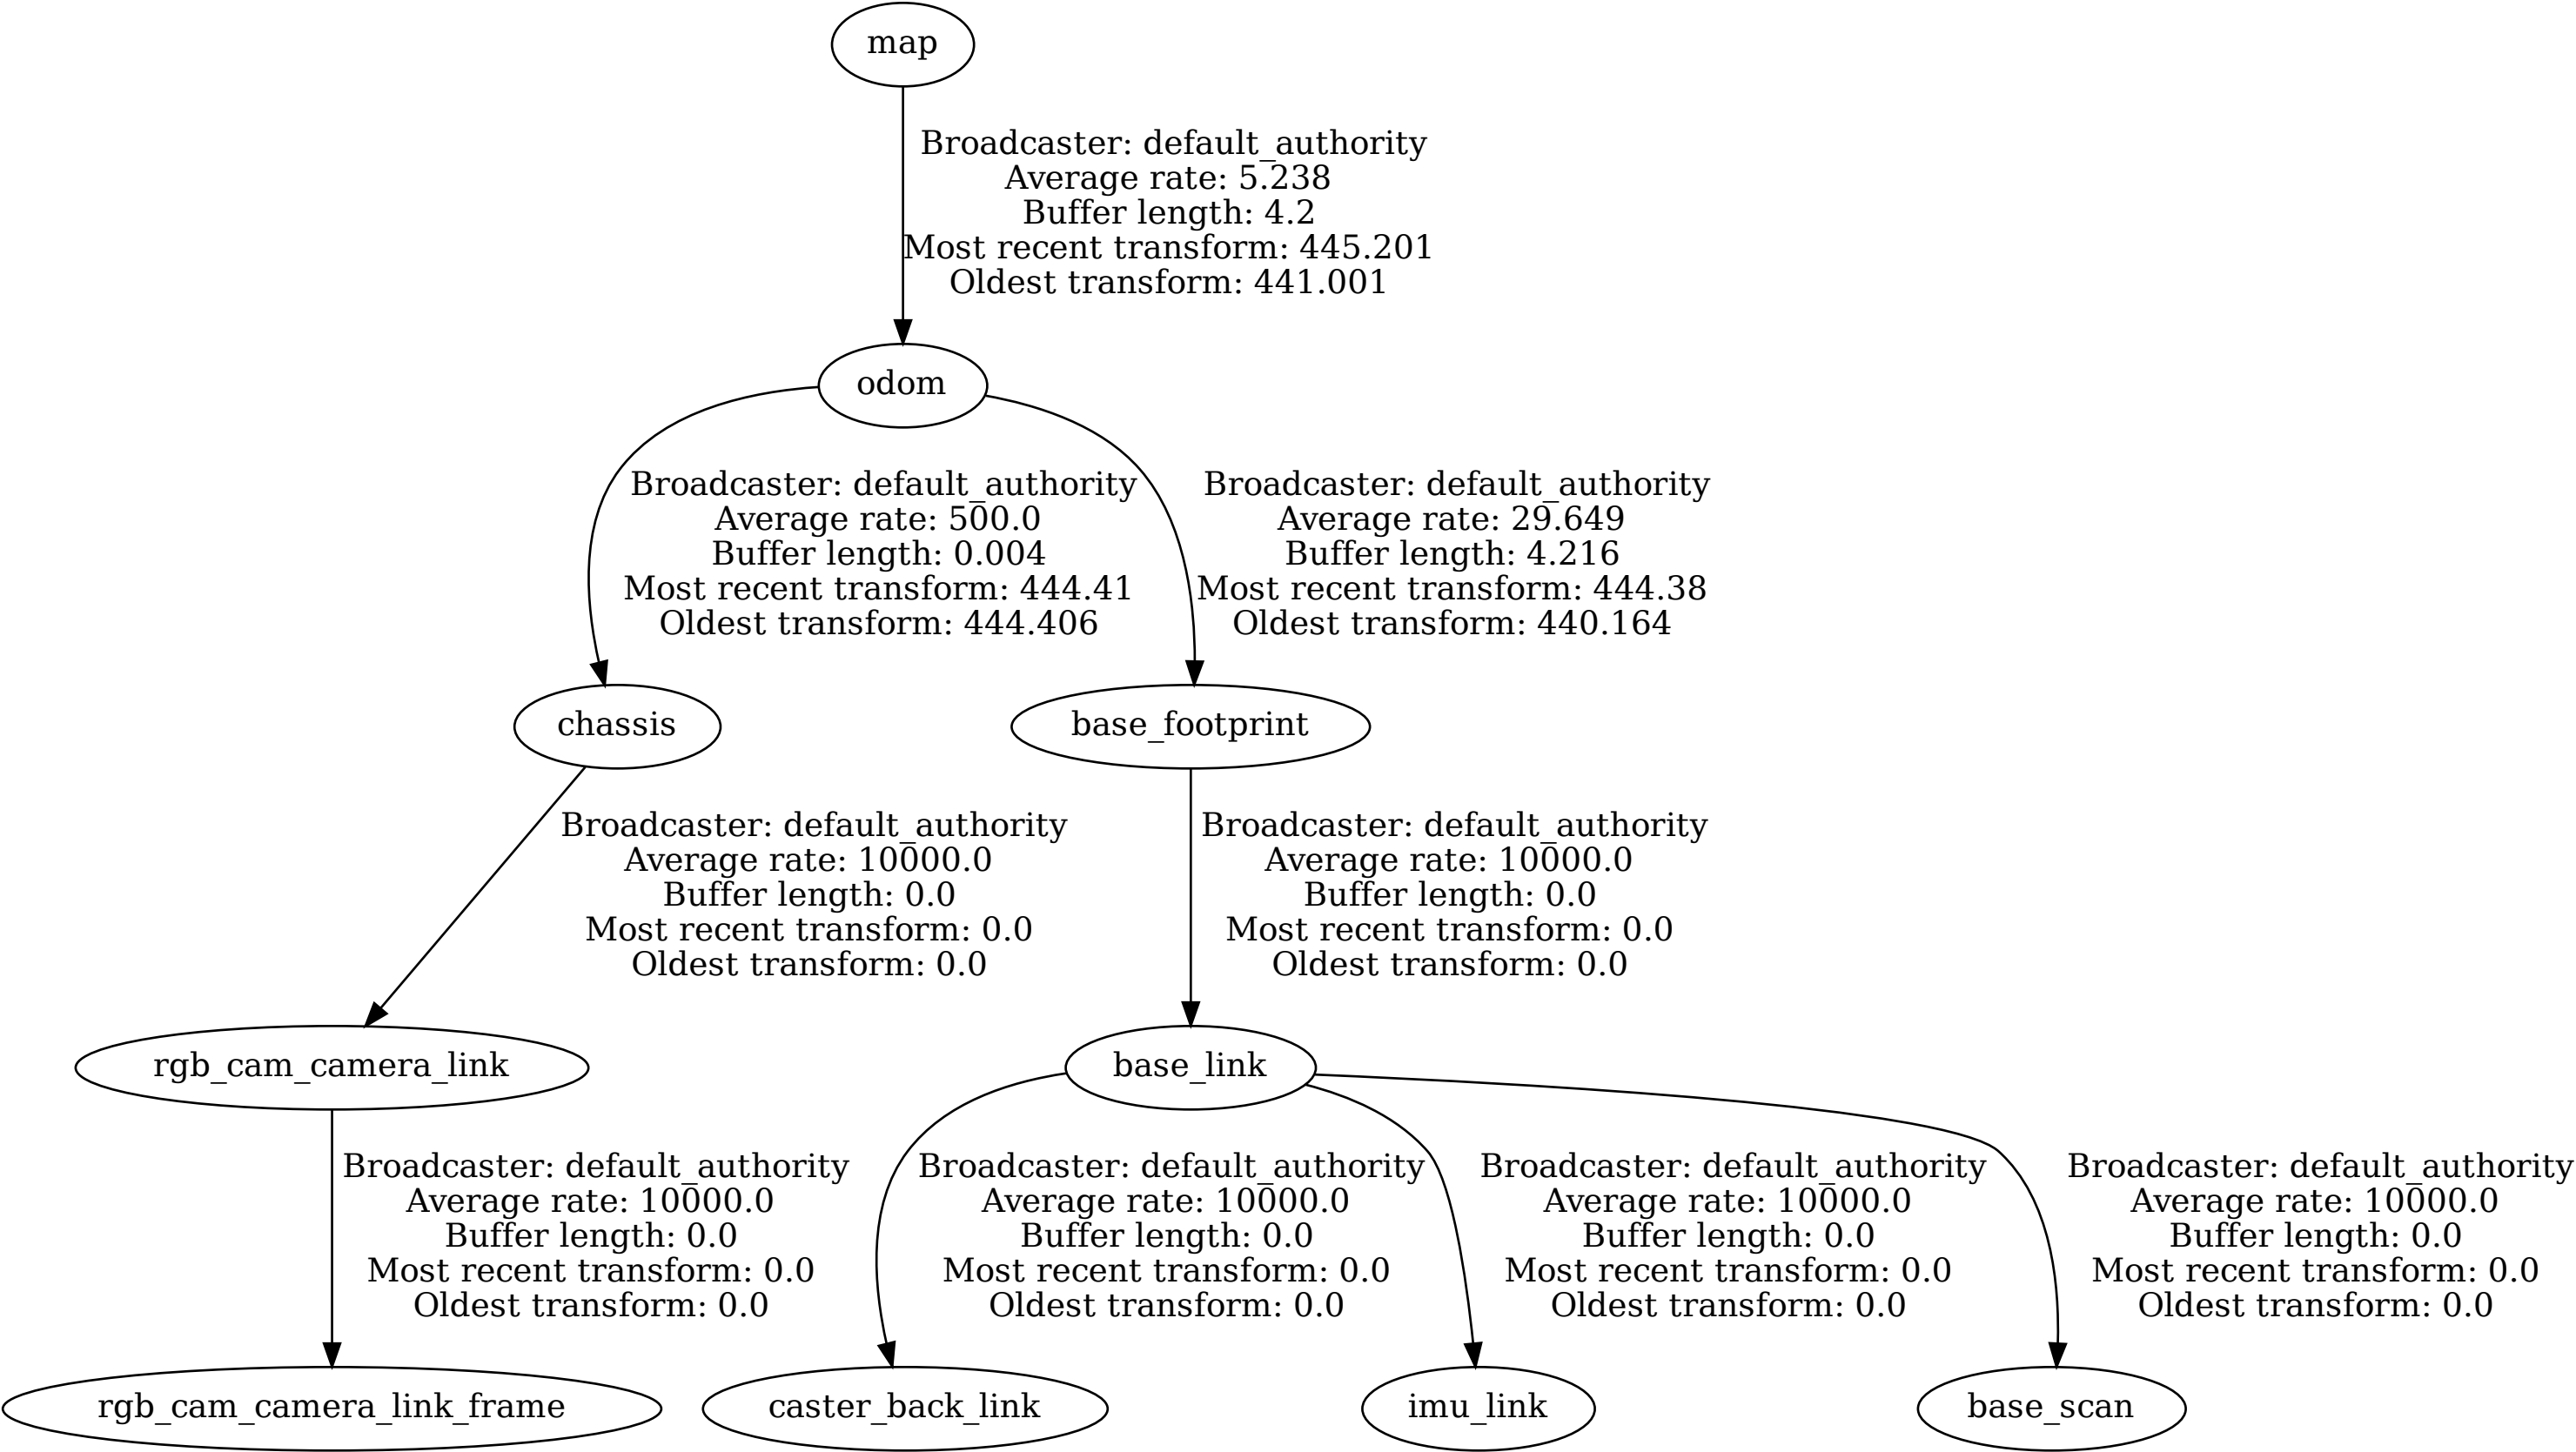 map
Broadcaster: default_authority
Average rate: 5.238
Buffer length: 4.2
Most recent transform: 445.201
Oldest transform: 441.001
odom
Broadcaster: default_authority
Average rate: 500.0
Buffer length: 0.004
Most recent transform: 444.41
Oldest transform: 444.406
Broadcaster: default_authority
Average rate: 29.649
Buffer length: 4.216
Most recent transform: 444.38
Oldest transform: 440.164
chassis
base_footprint
Broadcaster: default_authority
Average rate: 10000.0
Buffer length: 0.0
Most recent transform: 0.0
Oldest transform: 0.0
Broadcaster: default_authority
Average rate: 10000.0
Buffer length: 0.0
Most recent transform: 0.0
Oldest transform: 0.0
rgb_cam_camera_link
base_link
Broadcaster: default_authority
Average rate: 10000.0
Buffer length: 0.0
Most recent transform: 0.0
Oldest transform: 0.0
Broadcaster: default_authority
Average rate: 10000.0
Buffer length: 0.0
Most recent transform: 0.0
Oldest transform: 0.0
Broadcaster: default_authority
Average rate: 10000.0
Buffer length: 0.0
Most recent transform: 0.0
Oldest transform: 0.0
Broadcaster: default_authority
Average rate: 10000.0
Buffer length: 0.0
Most recent transform: 0.0
Oldest transform: 0.0
rgb_cam_camera_link_frame
caster_back_link
imu_link
base_scan